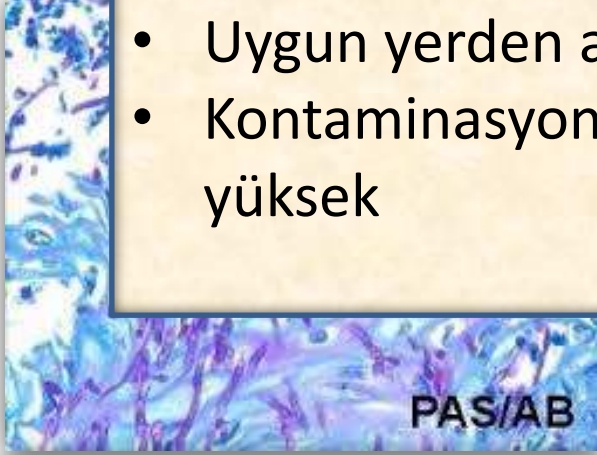 • Uygun yerden a
• Kontaminasyon
yüksek
PAS/AB